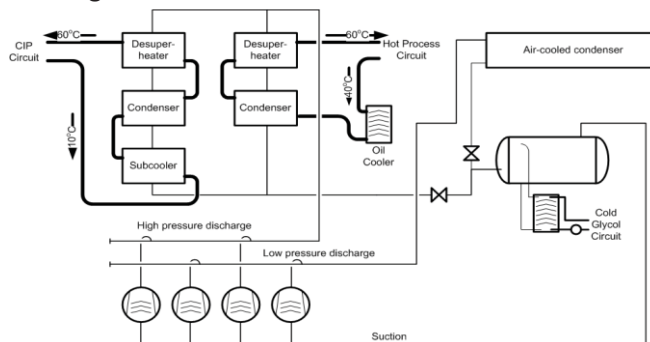 CIP
Circuit
60°C
Desuper-
heater
Desuper-
heater
60°C
Hot Process
Circuit
Air-cooled condenser
Condenser
Condenser
40°C
10°C
Oil
Cooler
Subcooler
High pressure discharge
Cold
Glycol
Circuit
Low pressure discharge
Suction